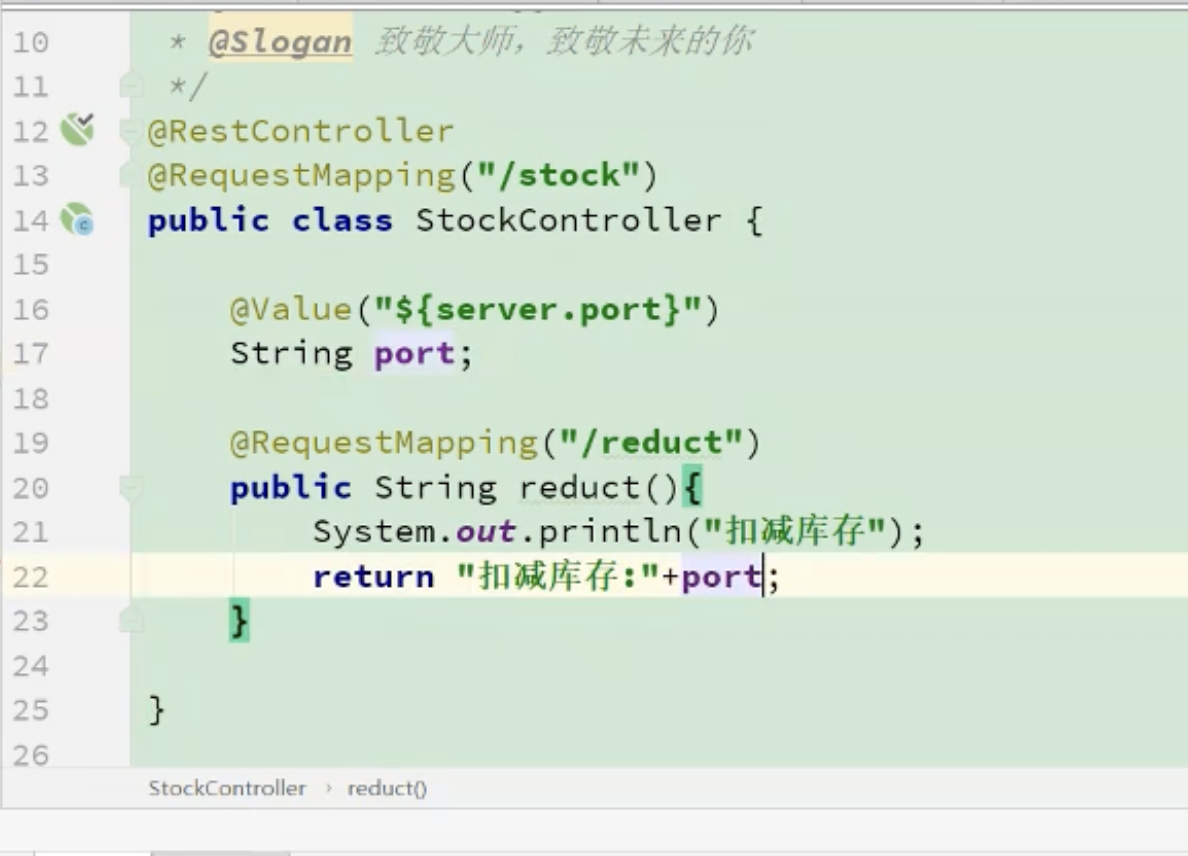 10 * @Slogan 致敬大师，致敬未来的你
11 */
12 @RestController
13 @RequestMapping("/stock")
14 public class StockController {
15
16 @Value("${server.port}")
17 String port;
18
19 @RequestMapping("/reduct")
20 public String reduct(){
21 System.out.println("扣减库存");
22 return "扣减库存:"+port;
23 }
24
25 }
26
StockController › reduct()